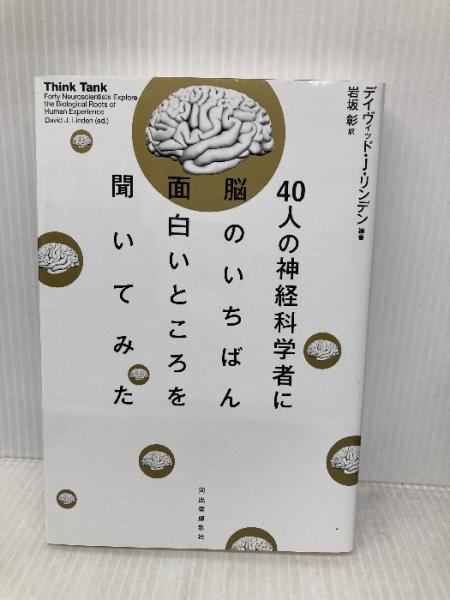 Think Tank
Forty Neuroscientists Explore
the Biological Roots of
Human Experience
David J. Linden (ed.)
デイヴィッド・J・リンデン 編著
岩坂 彰 訳
40人の神経科学者に
脳のいちばん
面白いところを
聞いてみた
河出書房新社